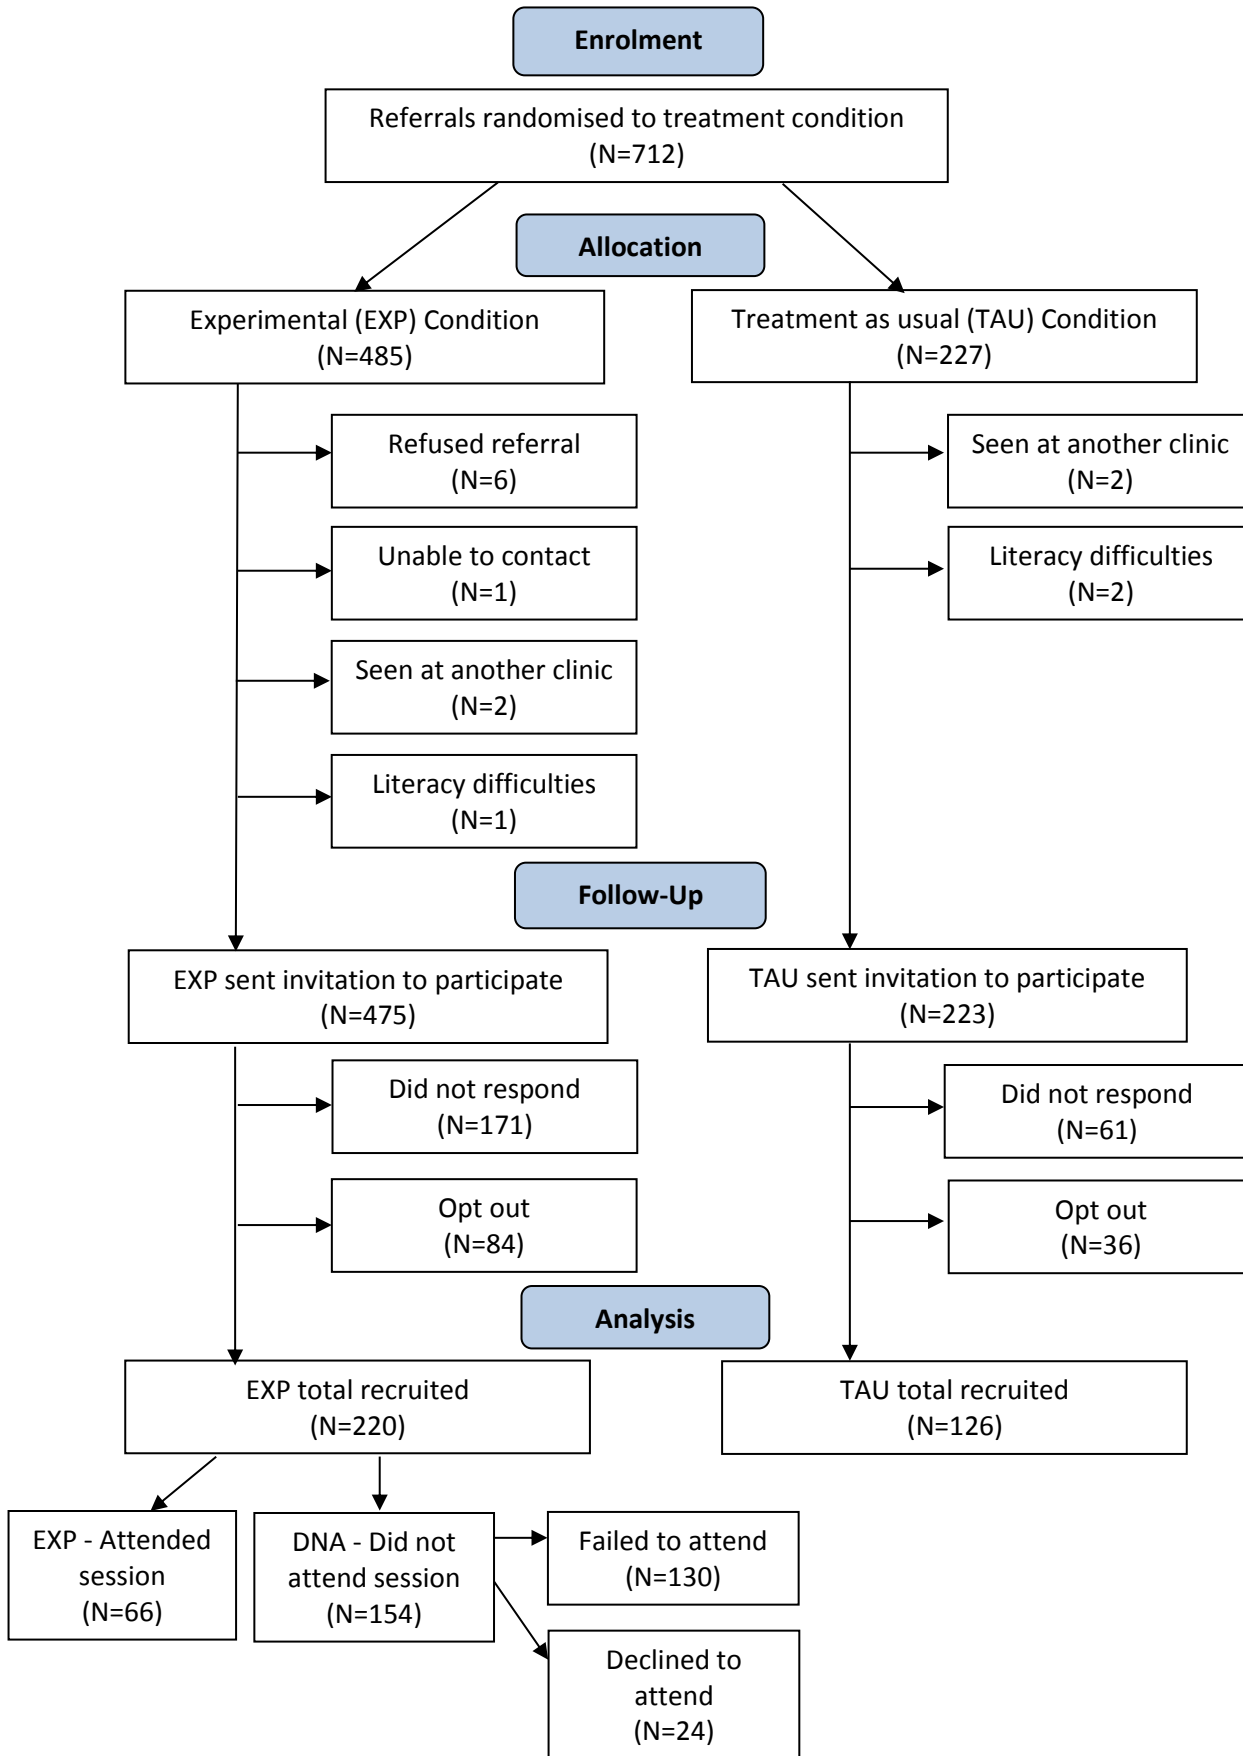 Enrolment
Referrals randomised to treatment condition
(N=712)
Allocation
Experimental (EXP) Condition
(N=485)
Treatment as usual (TAU) Condition
(N=227)
Refused referral
(N=6)
Seen at another clinic
(N=2)
Unable to contact
(N=1)
Literacy difficulties
(N=2)
Seen at another clinic
(N=2)
Literacy difficulties
(N=1)
Follow-Up
EXP sent invitation to participate
(N=475)
TAU sent invitation to participate
(N=223)
Did not respond
(N=171)
Did not respond
(N=61)
Opt out
(N=84)
Opt out
(N=36)
Analysis
EXP total recruited
(N=220)
TAU total recruited
(N=126)
EXP - Attended
session
(N=66)
DNA - Did not
attend session
(N=154)
Failed to attend
(N=130)
Declined to
attend
(N=24)